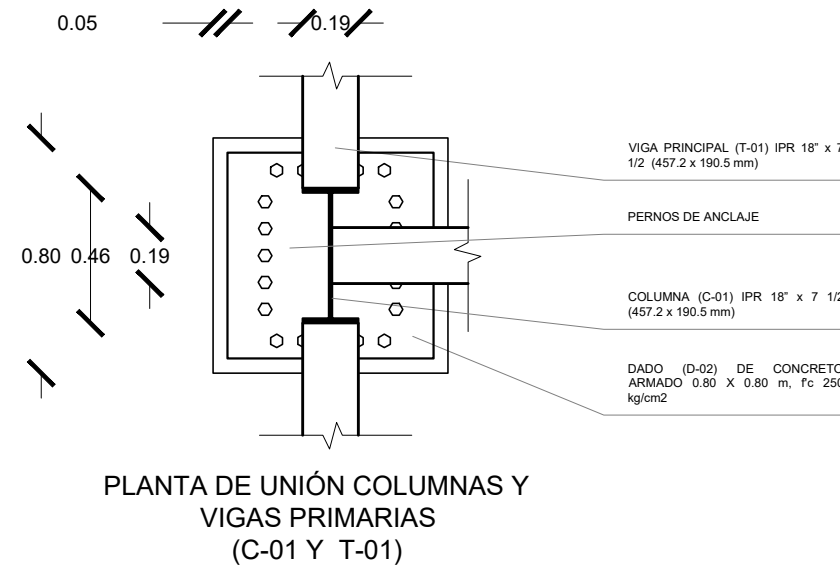 0.05
0.19
VIGA PRINCIPAL (T-01) IPR 18" x 7
1/2 (457.2 x 190.5 mm)
PERNOS DE ANCLAJE
0.80 0.46 0.19
COLUMNA (C-01) IPR 18" x 7 1/2
(457.2 x 190.5 mm)
DADO (D-02) DE CONCRETO
ARMADO 0.80 X 0.80 m, f'c 250
kg/cm2
PLANTA DE UNIÓN COLUMNAS Y
VIGAS PRIMARIAS
(C-01 Y T-01)